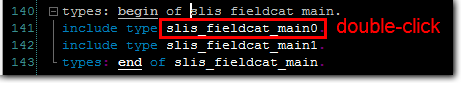 140 types: begin of slis_fieldcat_main.
141 include type slis_fieldcat_main0. double-click
142 include type slis_fieldcat_main1.
143 types: end of slis_fieldcat_main.